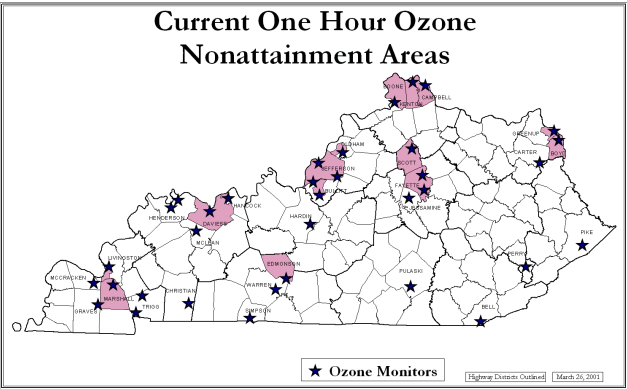 Current One Hour Ozone
Nonattainment Areas
BOONE
CAMPBELL
KENTON
GREENUP
BOYD
CARTER
OLDHAM
JEFFERSON
BULLITT
SCOTT
FAYETTE
JESSAMINE
HANCOCK
DAVIESS
HENDERSON
MCLEAN
HARDIN
PIKE
PERRY
LIVINGSTON
MCCRACKEN
MARSHALL
GRAVES
TRIGG
CHRISTIAN
EDMONSON
WARREN
SIMPSON
PULASKI
BELL
Ozone Monitors
Highway Districts Outlined
March 26, 2001